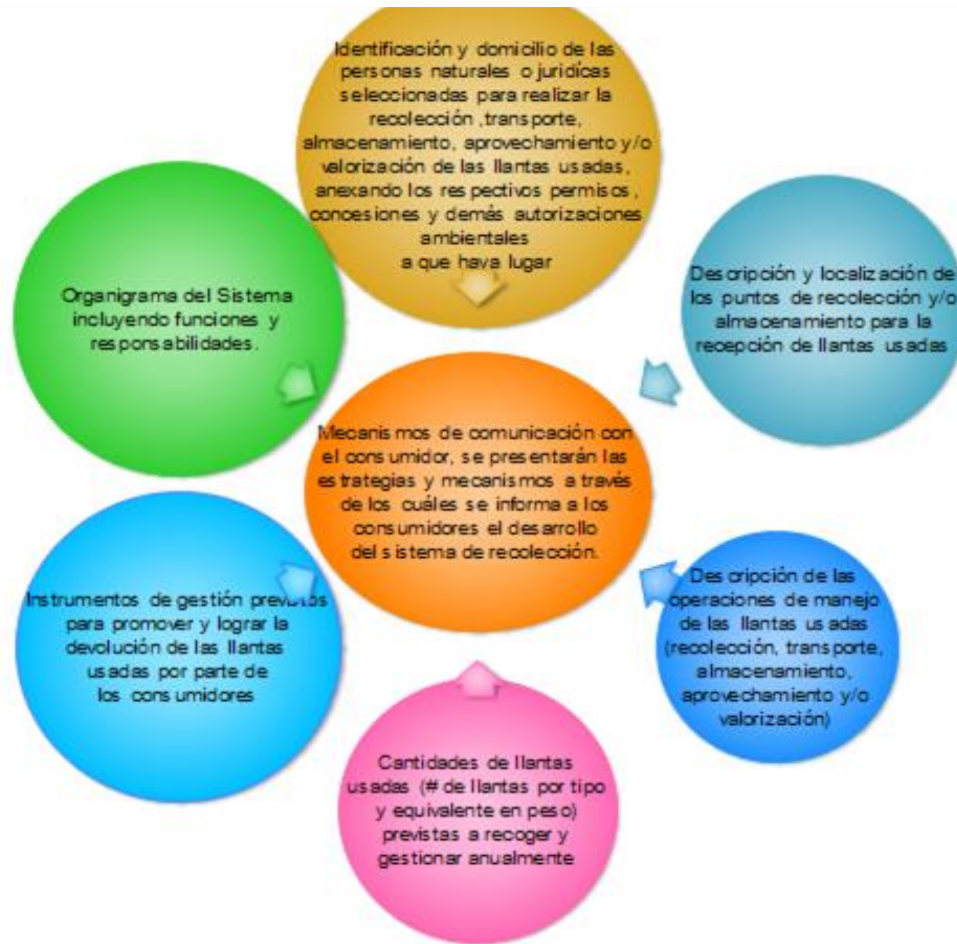 Identificación y domicilio de las
personas naturales o jurídicas
seleccionadas para realizar la
recolección ,transporte,
almacenamiento, aprovechamiento y/o
valorización de las llantas usadas,
anexando los respectivos permisos,
concesiones y demás autorizaciones
ambientales
a que haya lugar
Organigrama del Sistema
incluyendo funciones y
responsabilidades.
Descripción y localización de
los puntos de recolección y/o
almacenamiento para la
recepción de llantas usadas
Mecanismos de comunicación con
el consumidor, se presentarán las
estrategias y mecanismos a través
de los cuáles se informa a los
consumidores el desarrollo
del sistema de recolección.
Instrumentos de gestión previstos
para promover y lograr la
devolución de las llantas
usadas por parte de
los consumidores
Descripción de las
operaciones de manejo
de las llantas usadas
(recolección, transporte,
almacenamiento,
aprovechamiento y/o
valorización)
Cantidades de llantas
usadas (# de llantas por tipo
y equivalente en peso)
previstas a recoger y
gestionar anualmente